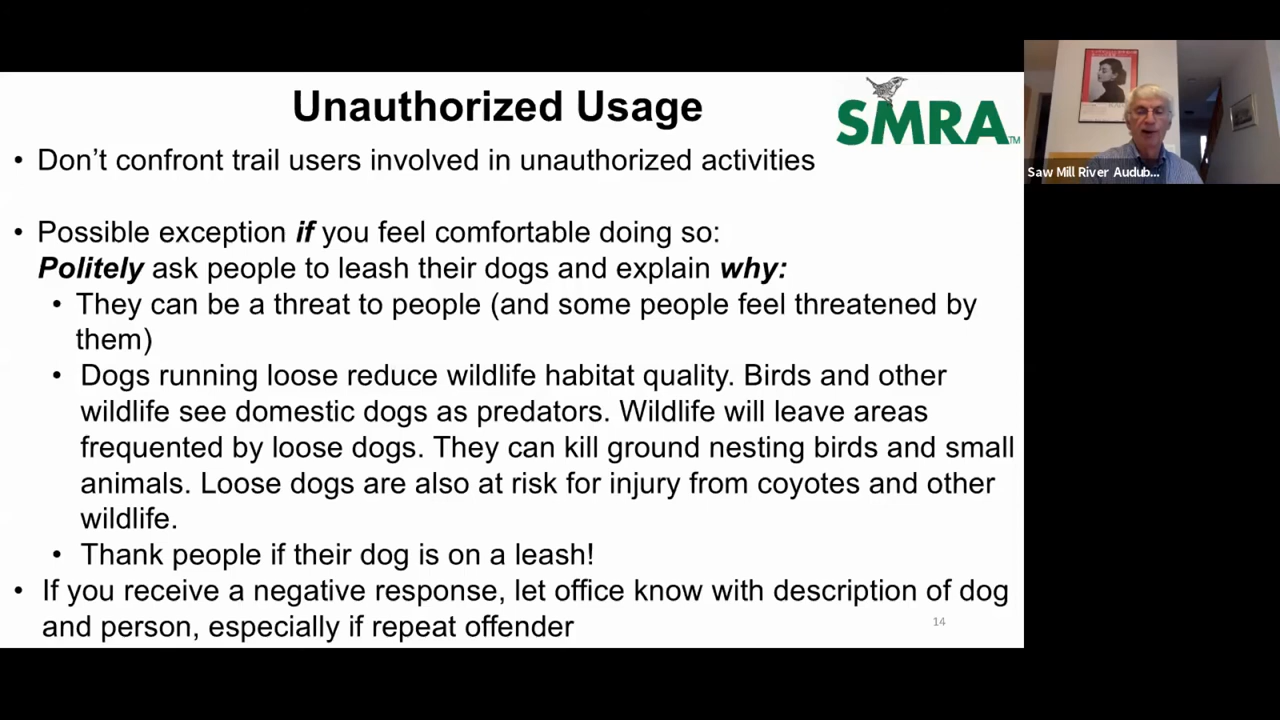 Unauthorized Usage
SMRA™
• Don’t confront trail users involved in unauthorized activities
• Possible exception if you feel comfortable doing so:
Politely ask people to leash their dogs and explain why:
• They can be a threat to people (and some people feel threatened by
them)
• Dogs running loose reduce wildlife habitat quality. Birds and other
wildlife see domestic dogs as predators. Wildlife will leave areas
frequented by loose dogs. They can kill ground nesting birds and small
animals. Loose dogs are also at risk for injury from coyotes and other
wildlife.
• Thank people if their dog is on a leash!
• If you receive a negative response, let office know with description of dog
and person, especially if repeat offender
14
Saw Mill River Audub...